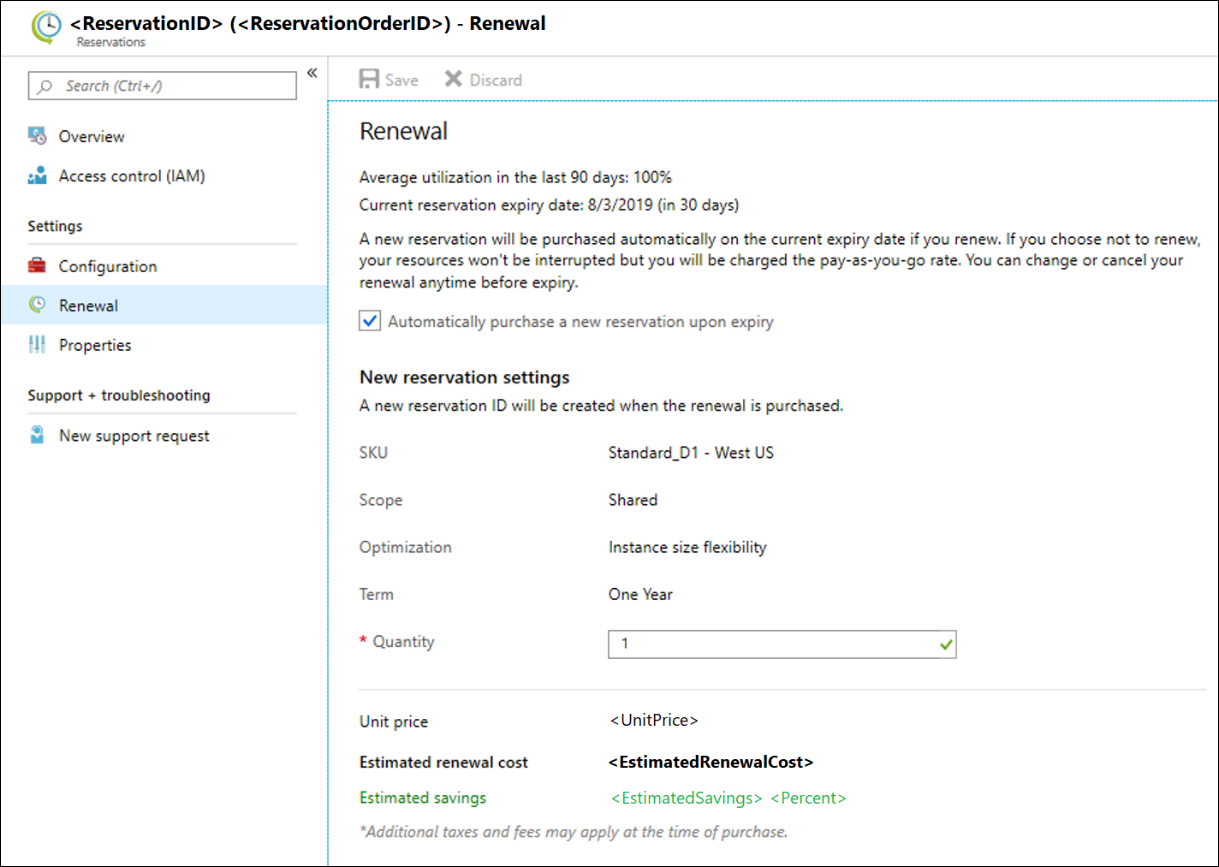 <ReservationID> (<ReservationOrderID>) - Renewal
Reservations
Search (Ctrl+/)
«
Overview
Access control (IAM)
Settings
Configuration
Renewal
Properties
Support + troubleshooting
New support request
Save
Discard
Renewal
Average utilization in the last 90 days: 100%
Current reservation expiry date: 8/3/2019 (in 30 days)
A new reservation will be purchased automatically on the current expiry date if you renew. If you choose not to renew,
your resources won't be interrupted but you will be charged the pay-as-you-go rate. You can change or cancel your
renewal anytime before expiry.
Automatically purchase a new reservation upon expiry
New reservation settings
A new reservation ID will be created when the renewal is purchased.
SKU Standard_D1 - West US
Scope Shared
Optimization Instance size flexibility
Term One Year
* Quantity 1
Unit price <UnitPrice>
Estimated renewal cost <EstimatedRenewalCost>
Estimated savings <EstimatedSavings> <Percent>
*Additional taxes and fees may apply at the time of purchase.